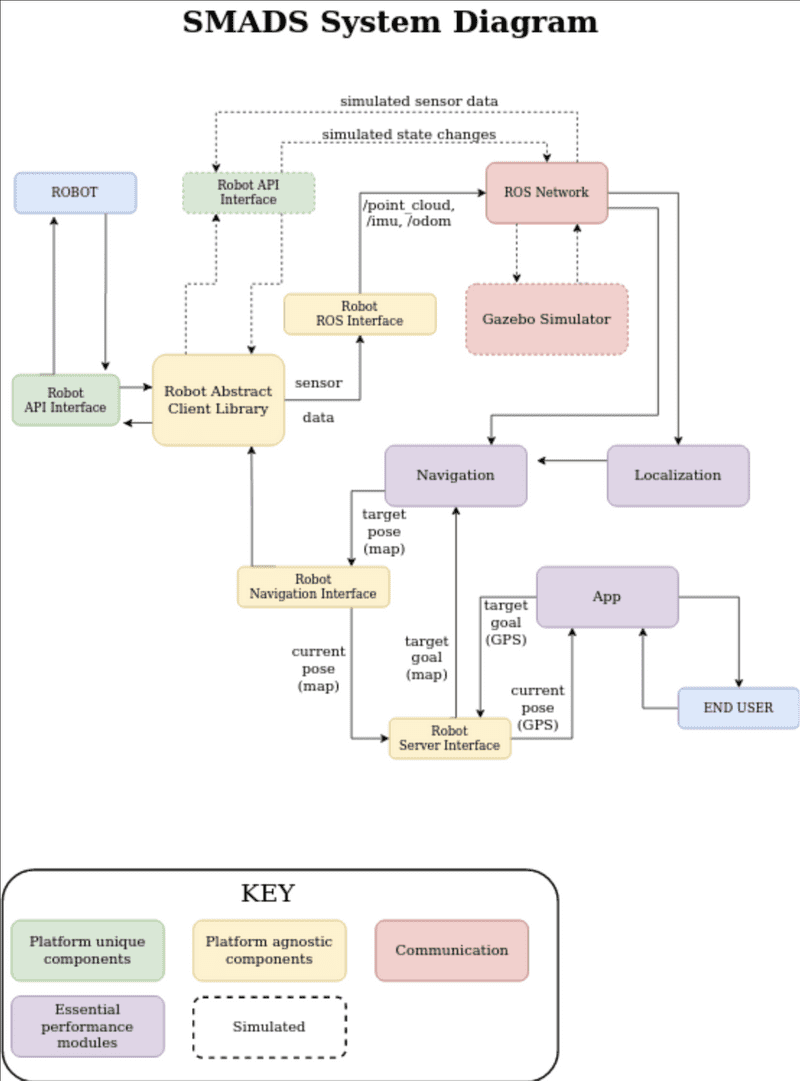 SMADS System Diagram
simulated sensor data
simulated state changes
ROBOT
Robot API
Interface
ROS Network
/point_cloud,
/imu, /odom
Robot
ROS Interface
Gazebo Simulator
Robot
API Interface
Robot Abstract
Client Library
sensor
data
Navigation
Localization
target
pose
(map)
Robot
Navigation Interface
App
target
goal
(GPS)
current
pose
(map)
target
goal
(map)
current
pose
(GPS)
END USER
Robot
Server Interface
KEY
Platform unique
components
Platform agnostic
components
Communication
Essential
performance
modules
Simulated